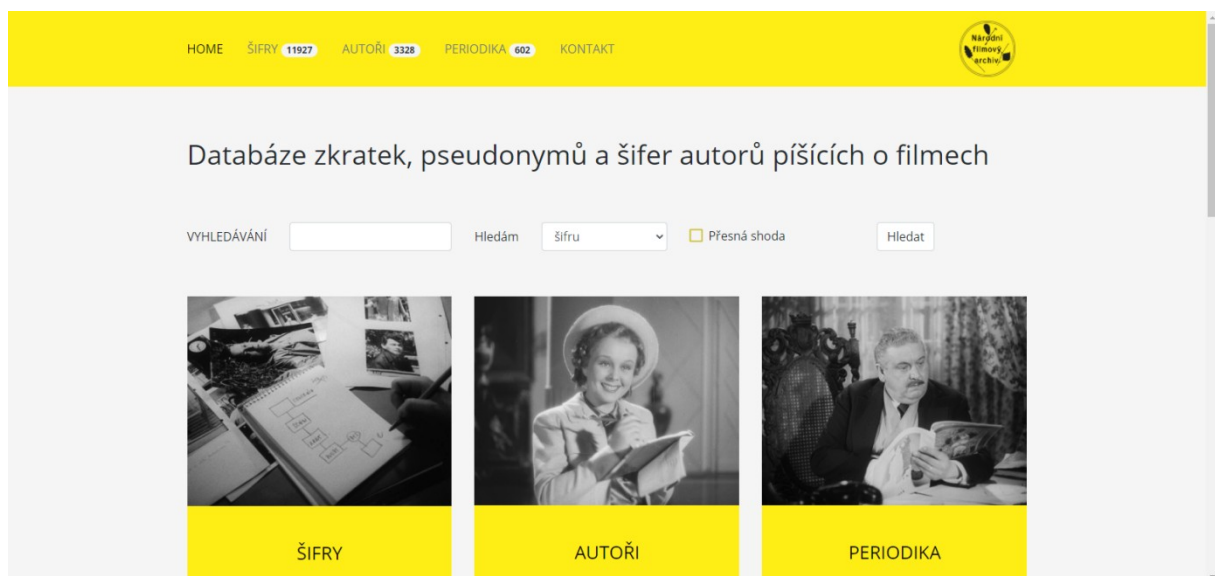 HOME ŠIFRY 11927 AUTOŘI 3328 PERIODIKA 602 KONTAKT
Národní
filmový
archiv
Databáze zkratek, pseudonymů a šifer autorů píšících o filmech
VYHLEDÁVÁNÍ Hledám šifru Přesná shoda Hledat
ŠIFRY AUTOŘI PERIODIKA